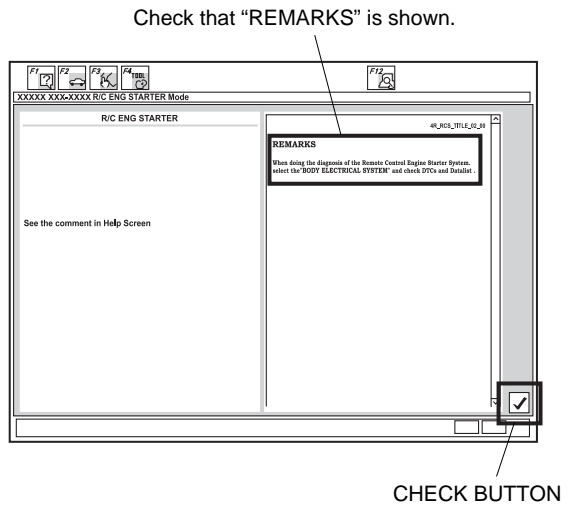 Check that “REMARKS” is shown.
F1
F2
F3
F4
TOOL
F12
XXXXX XXX-XXXX R/C ENG STARTER Mode
R/C ENG STARTER
See the comment in Help Screen
4R_RCS_TITLE_02_00
REMARKS
When doing the diagnosis of the Remote Control Engine Starter System.
select the"BODY ELECTRICAL SYSTEM" and check DTCs and Datalist .
CHECK BUTTON